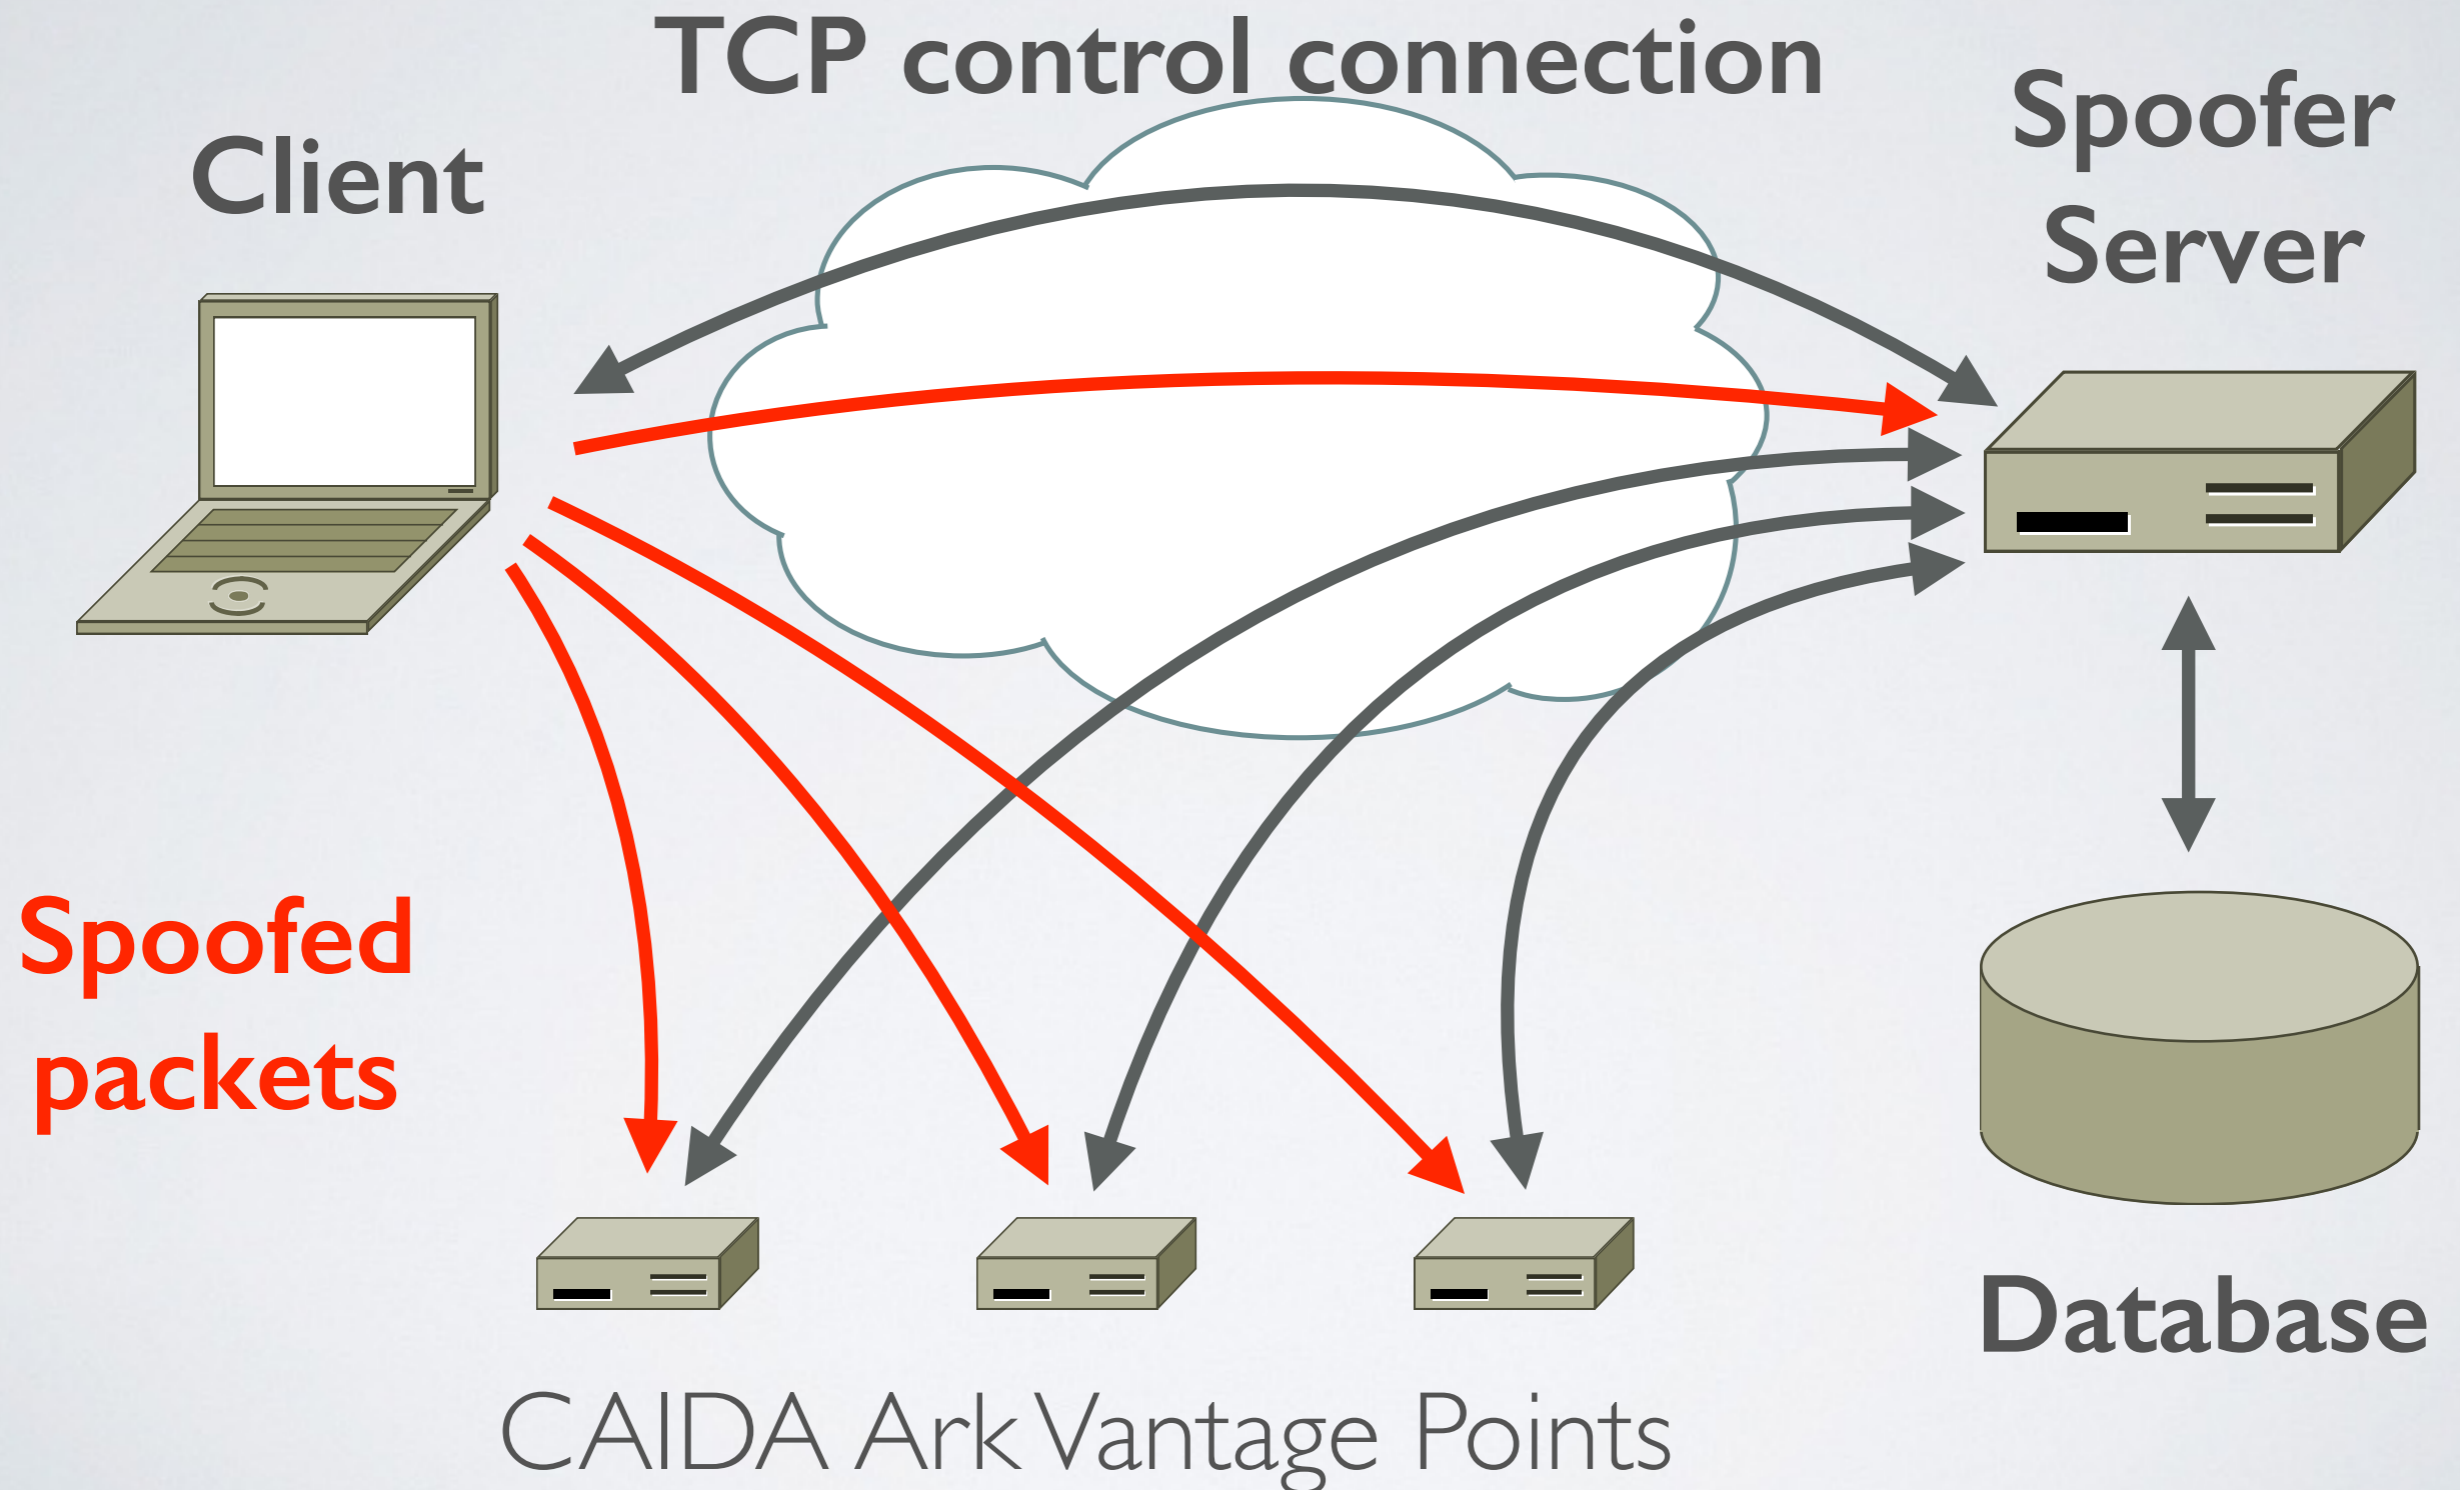 TCP control connection
Client
Spoofer
Server
Spoofed
packets
Database
CAIDA Ark Vantage Points